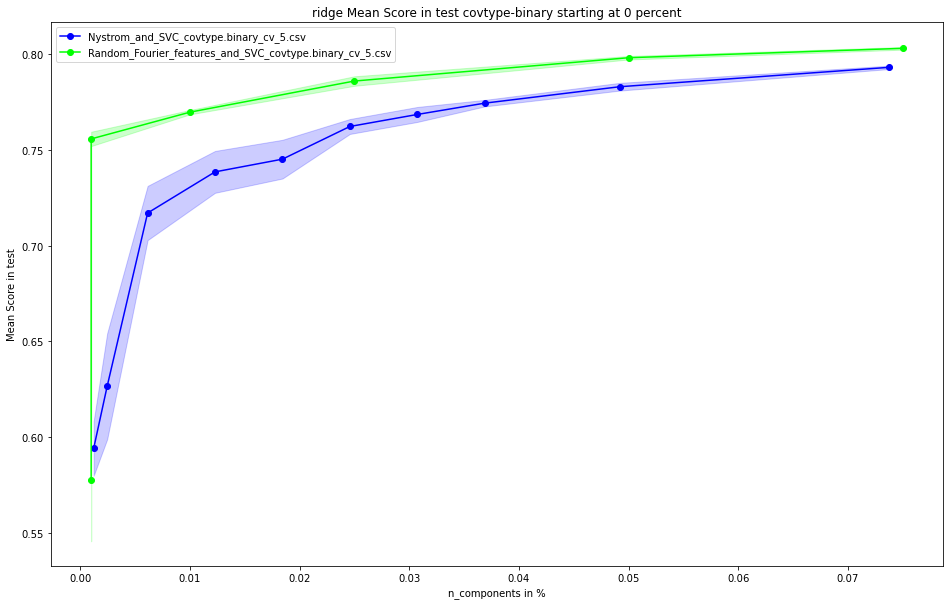 ridge Mean Score in test covtype-binary starting at 0 percent
Nystrom_and_SVC_covtype.binary_cv_5.csv
Random_Fourier_features_and_SVC_covtype.binary_cv_5.csv
Mean Score in test
0.80
0.75
0.70
0.65
0.60
0.55
0.00 0.01 0.02 0.03 0.04 0.05 0.06 0.07
n_components in %